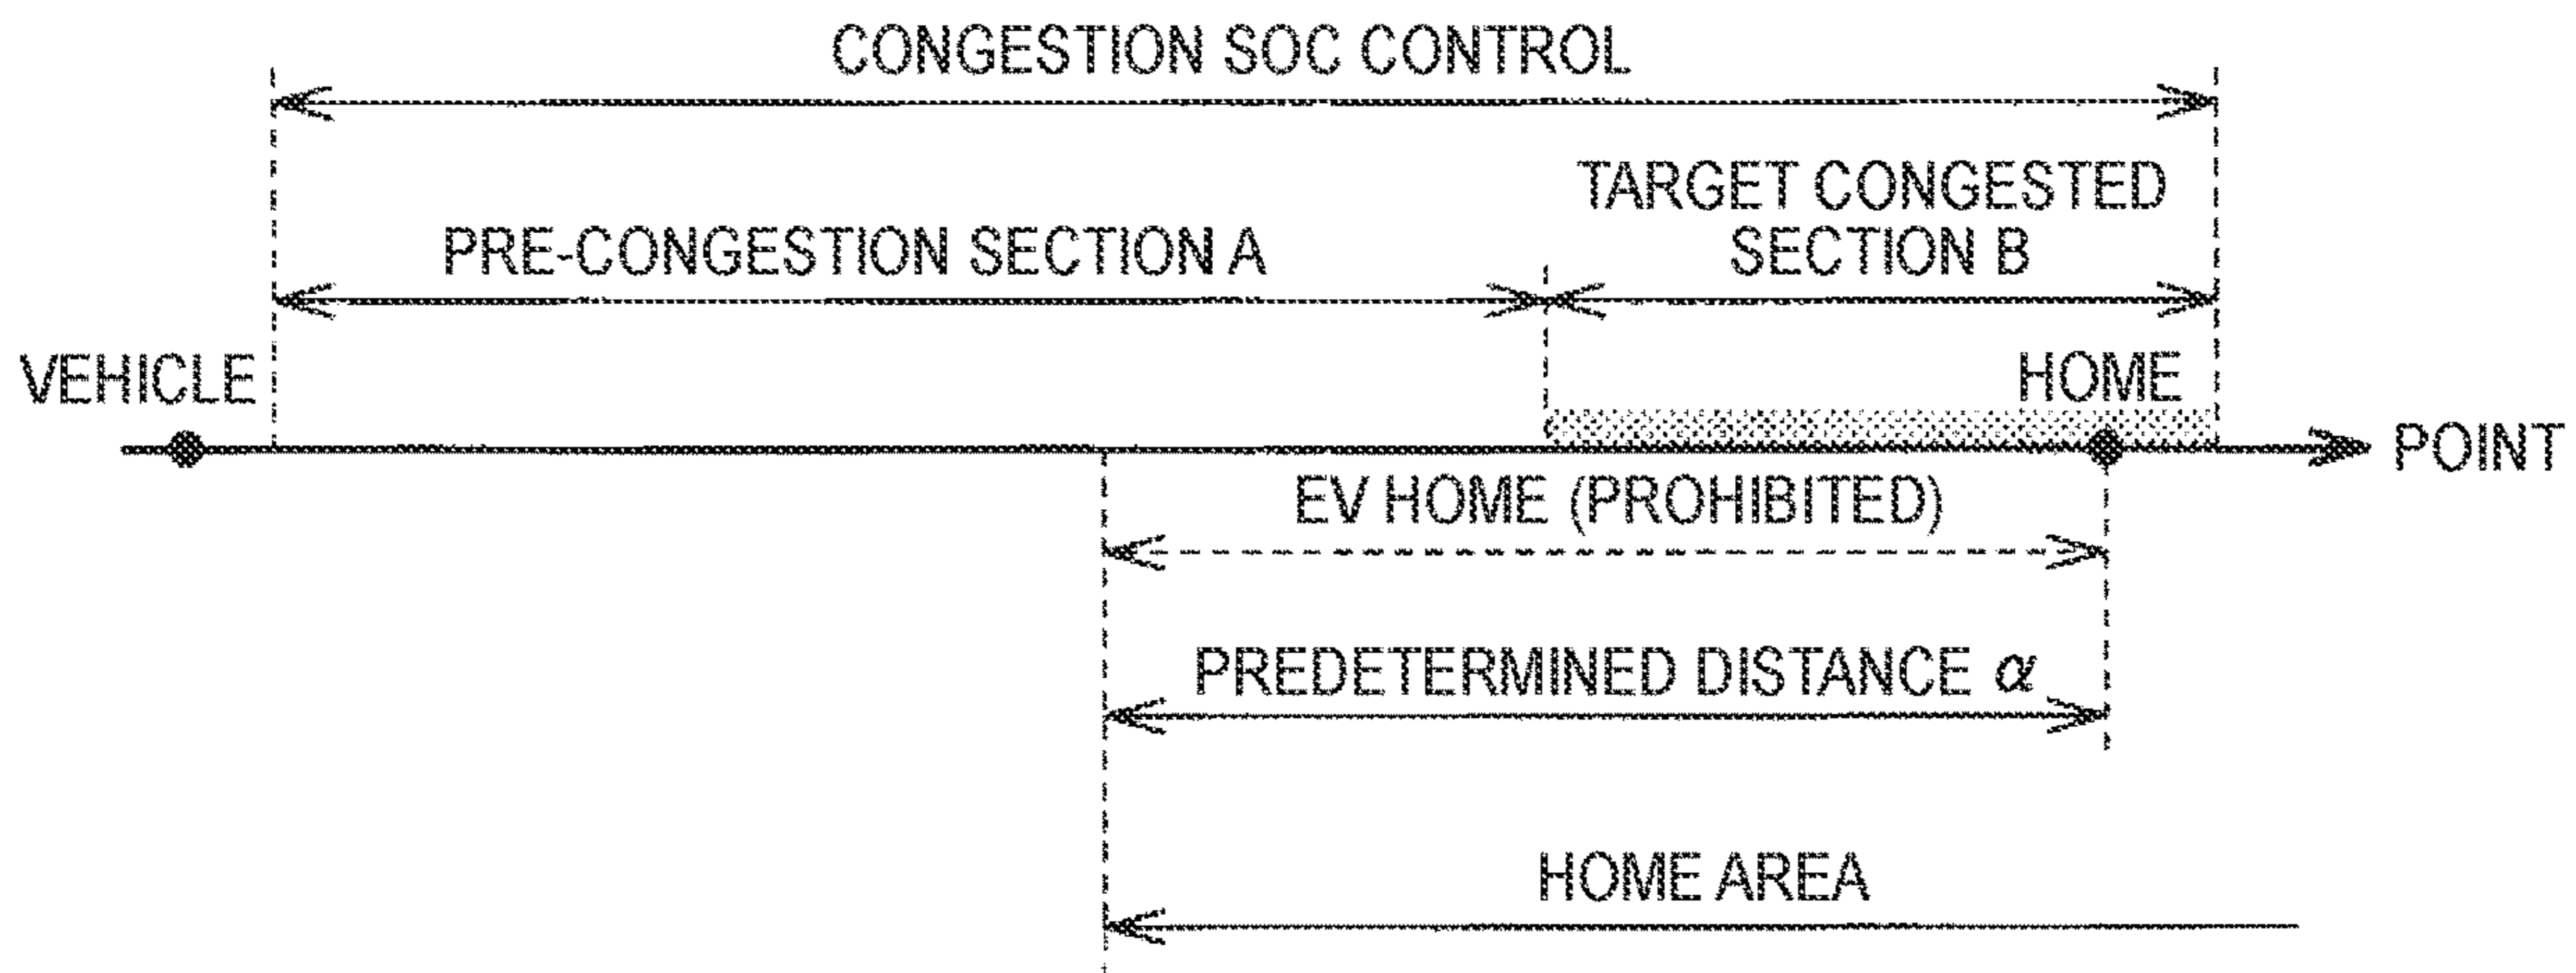 CONGESTION SOC CONTROL
TARGET CONGESTED
SECTION B
PRE-CONGESTION SECTION A
VEHICLE
HOME
POINT
EV HOME (PROHIBITED)
PREDETERMINED DISTANCE α
HOME AREA